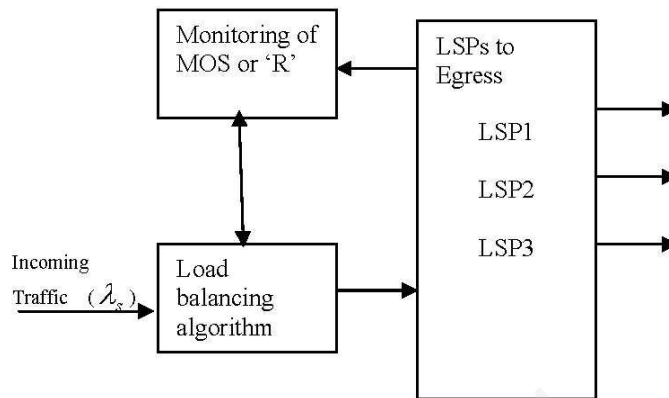 Monitoring of
MOS or ‘R’
LSPs to
Egress
LSP1
LSP2
LSP3
Incoming
Traffic (λs)
Load
balancing
algorithm